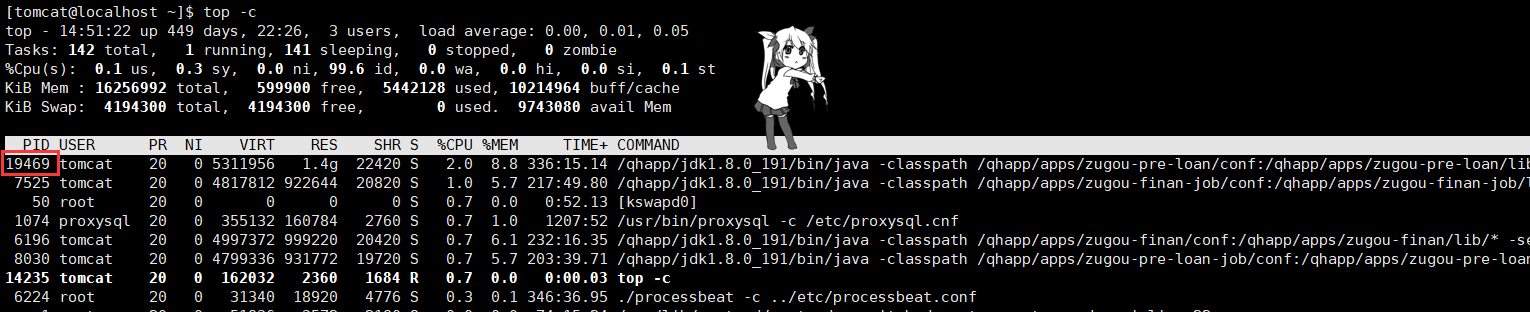 [tomcat@localhost ~]$ top -c
top - 14:51:22 up 449 days, 22:26,  3 users,  load average: 0.00, 0.01, 0.05
Tasks: 142 total,   1 running, 141 sleeping,   0 stopped,   0 zombie
%Cpu(s):  0.1 us,  0.3 sy,  0.0 ni, 99.6 id,  0.0 wa,  0.0 hi,  0.0 si,  0.1 st
KiB Mem : 16256992 total,   599900 free,  5442128 used, 10214964 buff/cache
KiB Swap:  4194300 total,  4194300 free,        0 used.  9743080 avail Mem
PID USER      PR  NI    VIRT    RES    SHR S  %CPU %MEM     TIME+ COMMAND
19469 tomcat    20   0 5311956   1.4g  22420 S   2.0  8.8 336:15.14 /qhapp/jdk1.8.0_191/bin/java -classpath /qhapp/apps/zugou-pre-loan/conf:/qhapp/apps/zugou-pre-loan/lib
7525 tomcat    20   0 4817812 922644  20820 S   1.0  5.7 217:49.80 /qhapp/jdk1.8.0_191/bin/java -classpath /qhapp/apps/zugou-finan-job/conf:/qhapp/apps/zugou-finan-job/l
50 root      20   0       0      0      0 S   0.7  0.0   0:52.13 [kswapd0]
1074 proxysql  20   0  355132 160784   2760 S   0.7  1.0   1207:52 /usr/bin/proxysql -c /etc/proxysql.cnf
6196 tomcat    20   0 4997372 999220  20420 S   0.7  6.1 232:16.35 /qhapp/jdk1.8.0_191/bin/java -classpath /qhapp/apps/zugou-finan/conf:/qhapp/apps/zugou-finan/lib/* -se
8030 tomcat    20   0 4799336 931772  19720 S   0.7  5.7 203:39.71 /qhapp/jdk1.8.0_191/bin/java -classpath /qhapp/apps/zugou-pre-loan-job/conf:/qhapp/apps/zugou-pre-loan
14235 tomcat    20   0  162032   2360   1684 R   0.7  0.0   0:00.03 top -c
6224 root      20   0   31340  18920   4776 S   0.3  0.1 346:36.95 ./processbeat -c ../etc/processbeat.conf